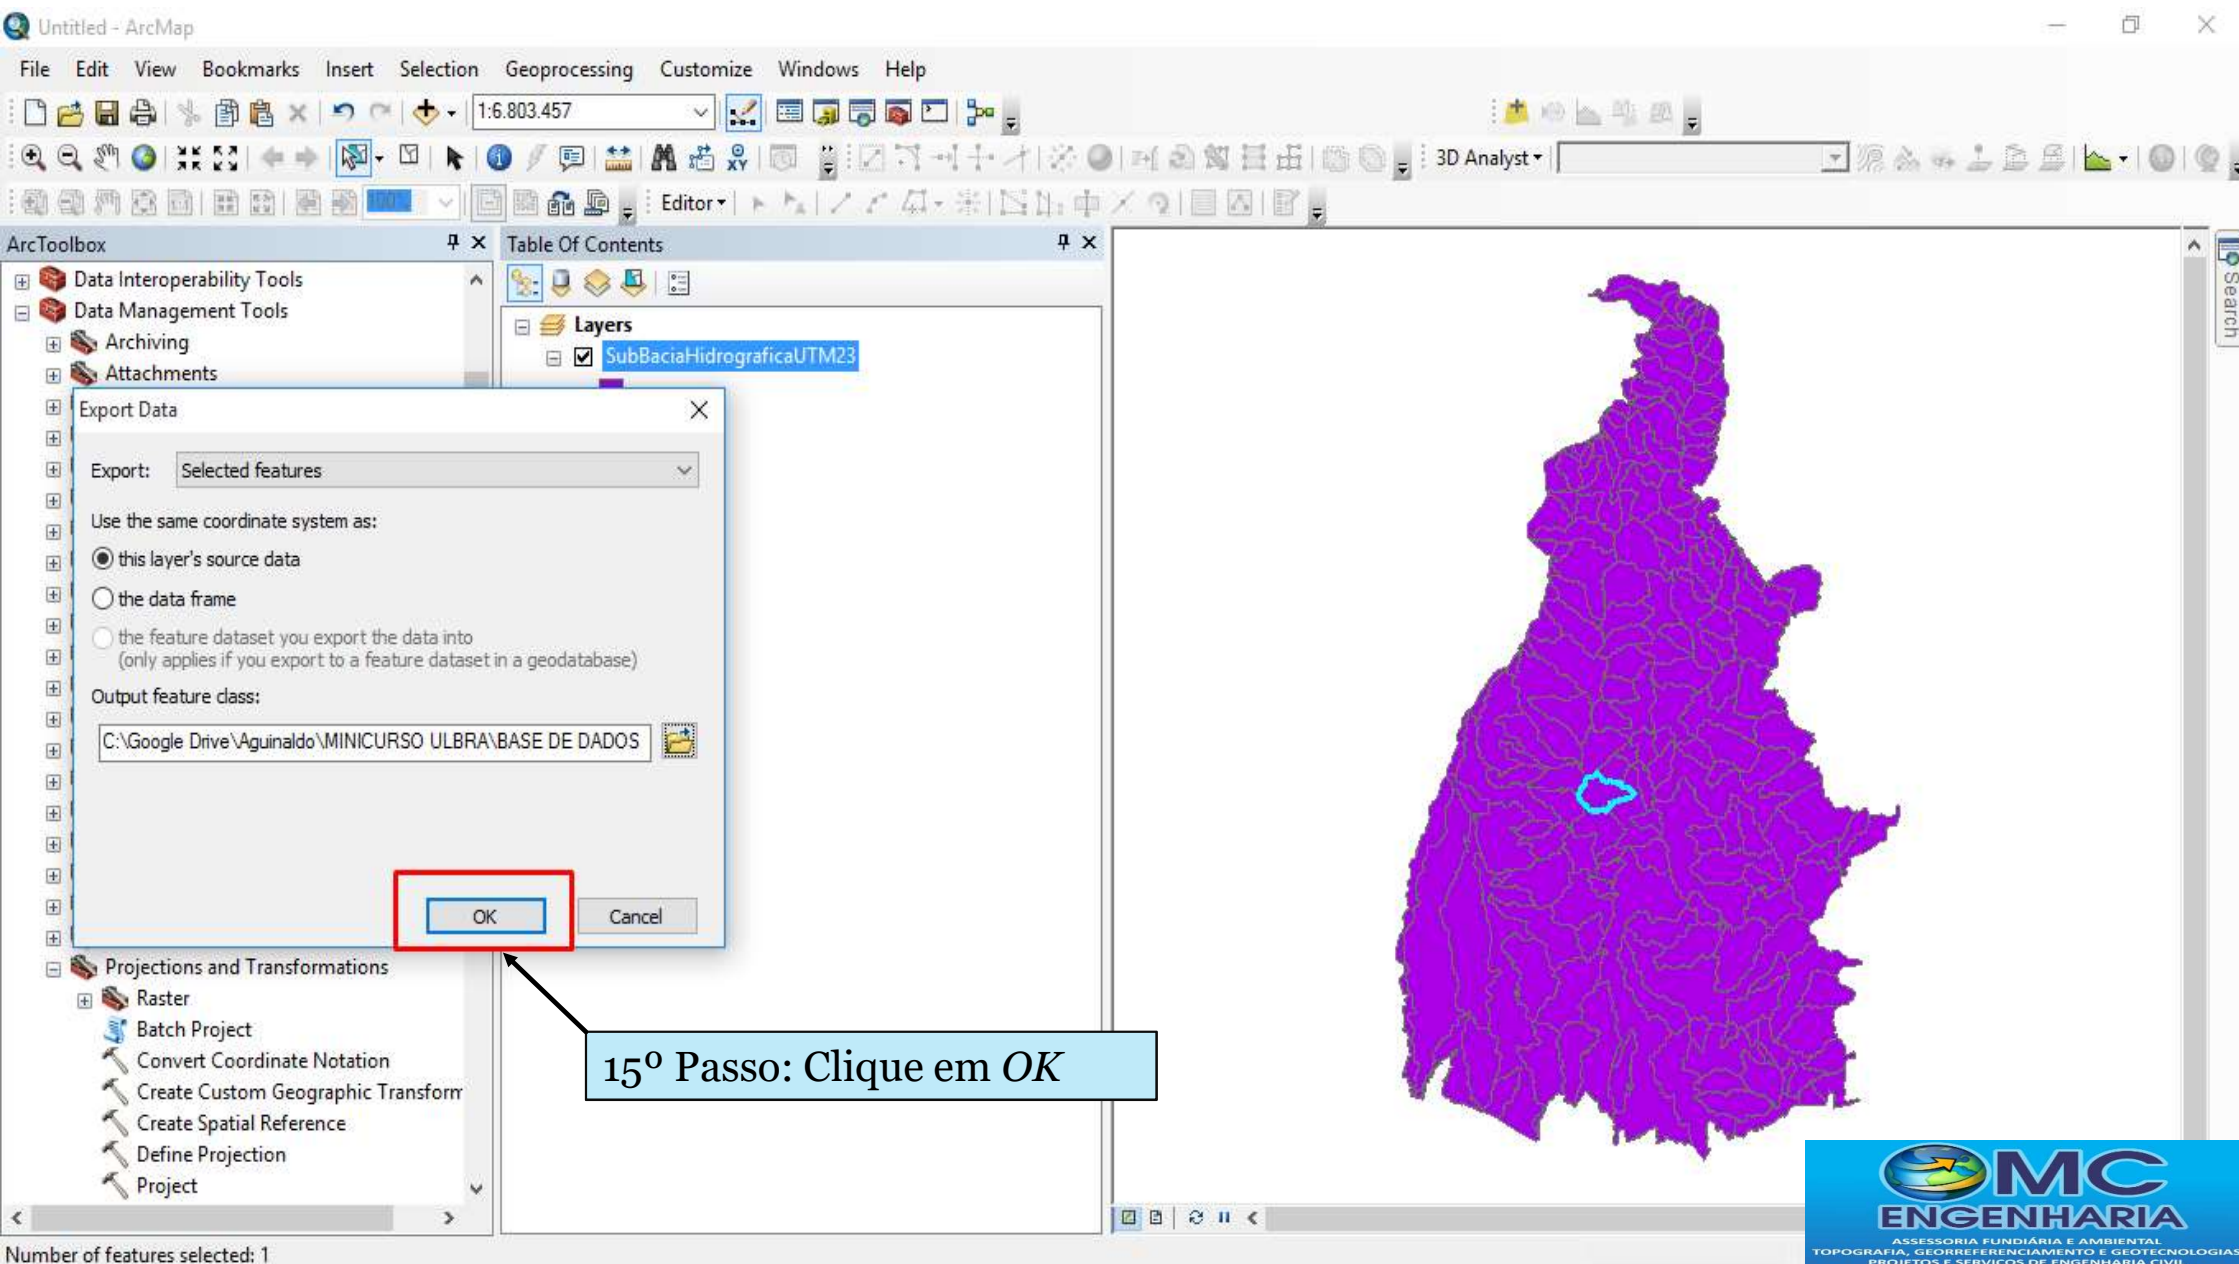 Untitled - ArcMap
File Edit View Bookmarks Insert Selection Geoprocessing Customize Windows Help
1:6.803.457
3D Analyst
100%
Editor
ArcToolbox
Table Of Contents
Search
Data Interoperability Tools
Data Management Tools
Archiving
Attachments
Layers
SubBaciaHidrograficaUTM23
Export Data
Export: Selected features
Use the same coordinate system as:
this layer's source data
the data frame
the feature dataset you export the data into
(only applies if you export to a feature dataset in a geodatabase)
Output feature class:
C:\Google Drive\Aguinaldo\MINICURSO ULBRA\BASE DE DADOS
OK Cancel
Projections and Transformations
Raster
Batch Project
Convert Coordinate Notation
Create Custom Geographic Transform
Create Spatial Reference
Define Projection
Project
15º Passo: Clique em OK
Number of features selected: 1
MC
ENGENHARIA
ASSESSORIA FUNDIÁRIA E AMBIENTAL
TOPOGRAFIA, GEORREFERENCIAMENTO E GEOTECNOLOGIAS
PROJETOS E SERVIÇOS DE ENGENHARIA CIVIL